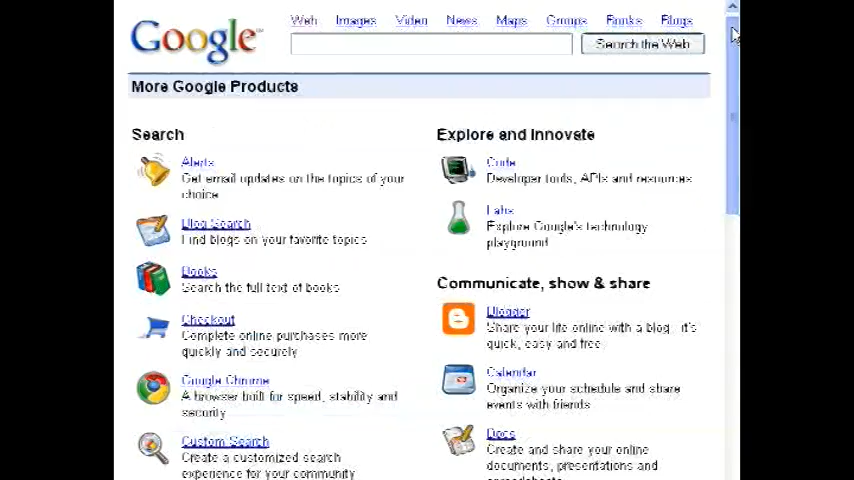 Google™
Web Images Video News Maps Groups Books Blogs
Search the Web
More Google Products
Search
Alerts
Get email updates on the topics of your
choice
Blog Search
Find blogs on your favorite topics
Books
Search the full text of books
Checkout
Complete online purchases more
quickly and securely
Google Chrome
A browser built for speed, stability and
security
Custom Search
Create a customized search
experience for your community
Explore and innovate
Code
Developer tools, APIs and resources
Labs
Explore Google's technology
playground
Communicate, show & share
Blogger
Share your life online with a blog - it's
quick, easy and free
Calendar
Organize your schedule and share
events with friends
Docs
Create and share your online
documents, presentations and
spreadsheets